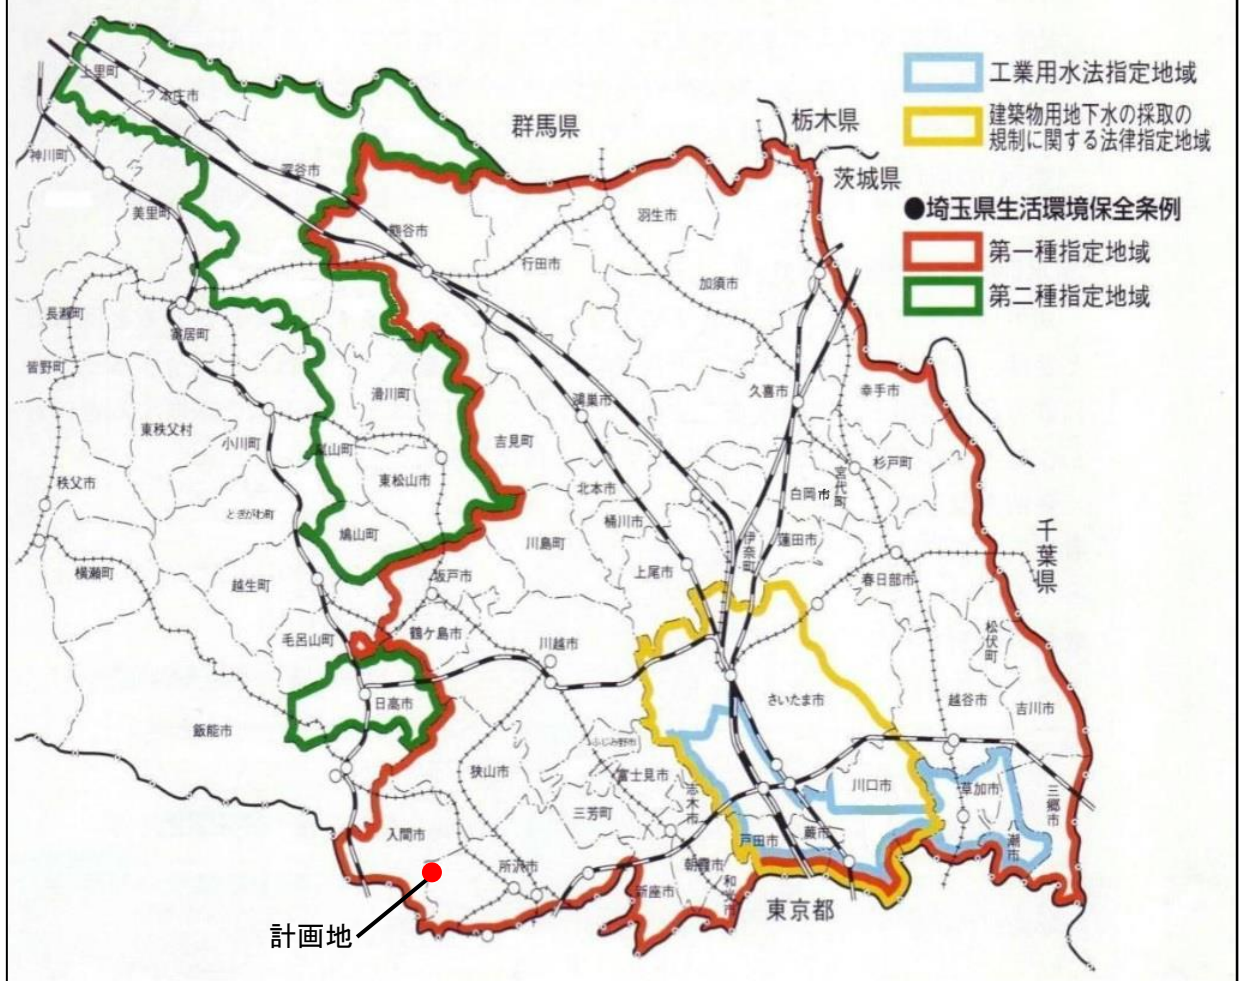 工業用水法指定地域
建築物用地下水の採取の
規制に関する法律指定地域
●埼玉県生活環境保全条例
第一種指定地域
第二種指定地域
群馬県
栃木県
茨城県
千葉県
東京都
上里町
本庄市
神川町
深谷市
美里町
熊谷市
羽生市
行田市
加須市
長瀞町
寄居町
皆野町
滑川町
久喜市
幸手市
鴻巣市
東秩父村
小川町
嵐山町
吉見町
杉戸町
宮代町
秩父市
東松山市
北本市
白岡市
ときがわ町
鳩山町
桶川市
川島町
伊奈町
蓮田市
横瀬町
越生町
坂戸市
上尾市
春日部市
毛呂山町
鶴ケ島市
川越市
松伏町
日高市
さいたま市
越谷市
吉川市
飯能市
ふじみ野市
狭山市
富士見市
志木市
川口市
草加市
三郷市
三芳町
入間市
戸田市
蕨市
八潮市
所沢市
朝霞市
新座市
和光市
計画地